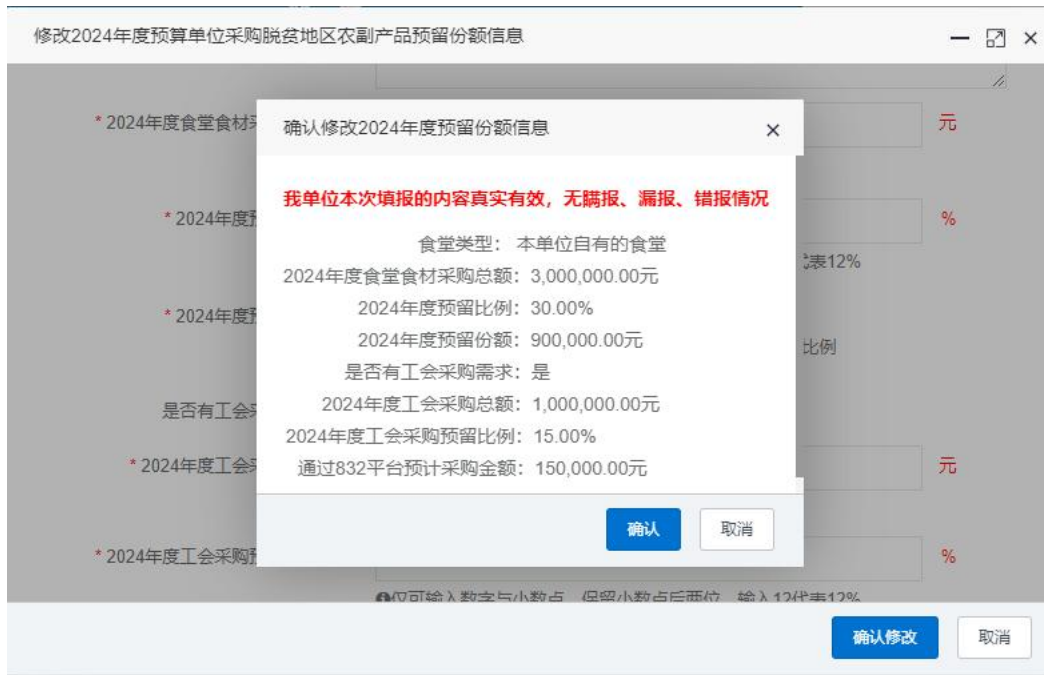 修改2024年度预算单位采购脱贫地区农副产品预留份额信息
* 2024年度食堂食材采
元
确认修改2024年度预留份额信息
我单位本次填报的内容真实有效，无瞒报、漏报、错报情况
* 2024年度预
%
食堂类型： 本单位自有的食堂
代表12%
2024年度食堂食材采购总额：3,000,000.00元
2024年度预留比例：30.00%
* 2024年度预
2024年度预留份额：900,000.00元
比例
是否有工会采购需求：是
是否有工会采
2024年度工会采购总额：1,000,000.00元
2024年度工会采购预留比例：15.00%
* 2024年度工会采
元
通过832平台预计采购金额：150,000.00元
确认 取消
* 2024年度工会采购预
%
仅可输入数字与小数点，保留小数点后两位，输入12代表12%
确认修改 取消